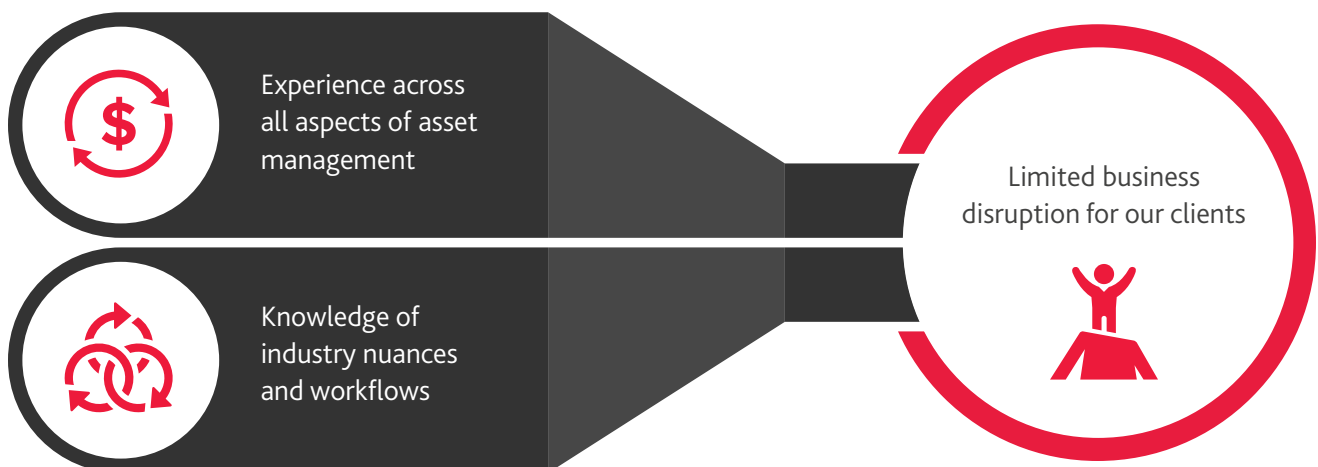 Experience across
all aspects of asset
management
Limited business
disruption for our clients
Knowledge of
industry nuances
and workflows
$